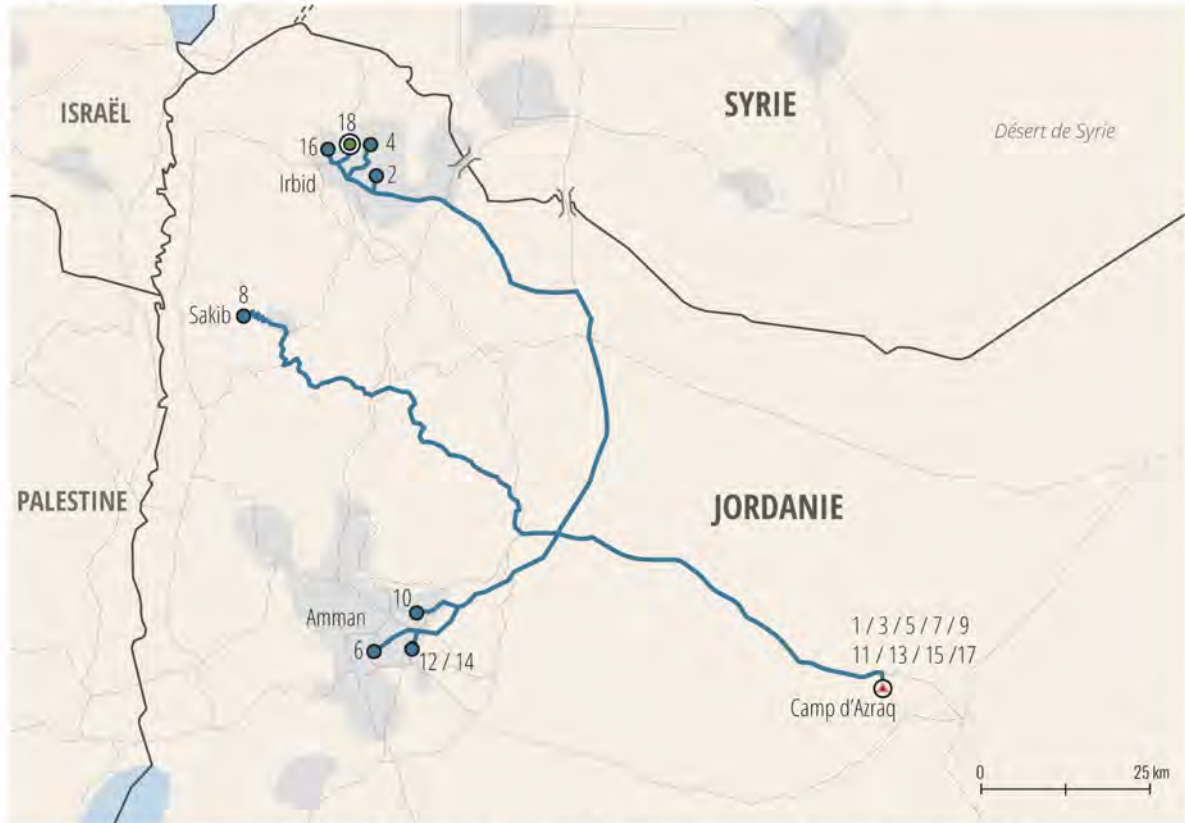 ISRAËL
SYRIE
Désert de Syrie
18
16
4
Irbid
2
8
Sakib
PALESTINE
JORDANIE
10
Amman
6
12 / 14
1 / 3 / 5 / 7 / 9
11 / 13 / 15 /17
Camp d'Azraq
0
25 km